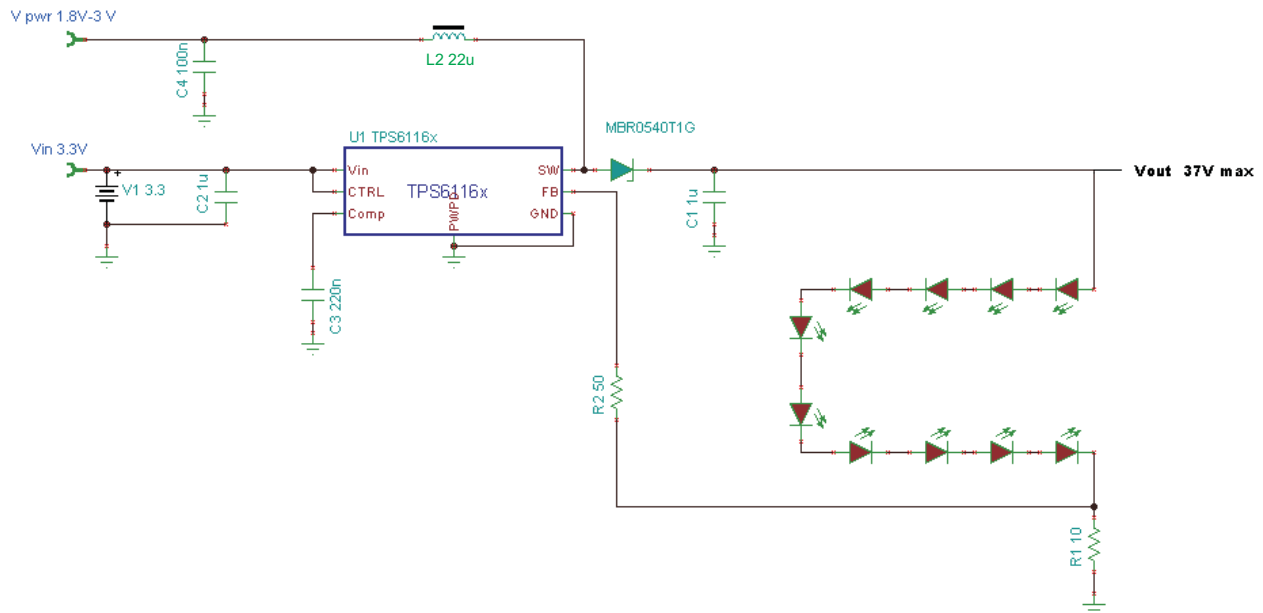 V pwr 1.8V-3 V
L2 22u
C4 100n
MBR0540T1G
U1 TPS6116x
Vin 3.3V
Vin
SW
Vout 37V max
V1 3.3
C2 1u
CTRL
TPS6116x
FB
C1 1u
Comp
PWPD
GND
C3 220n
R2 50
R1 10